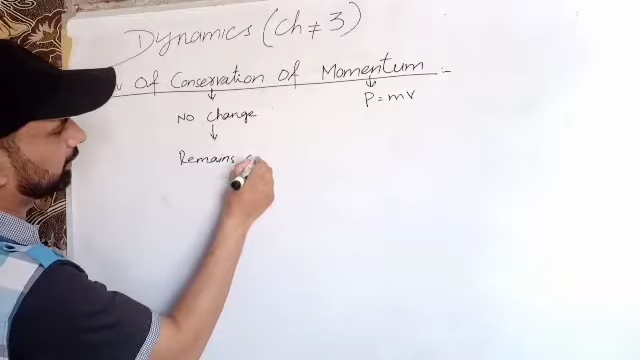 Dynamics (ch ≠ 3)
Of Conservation Of Momentum :-
No Change
P = mv
Remains